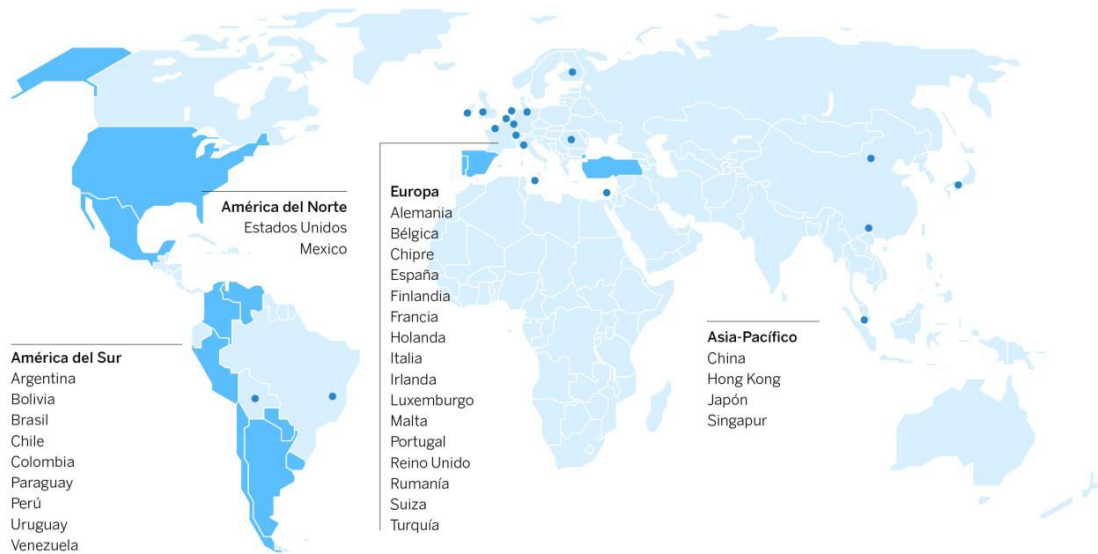 América del Norte
Estados Unidos
Mexico
América del Sur
Argentina
Bolivia
Brasil
Chile
Colombia
Paraguay
Perú
Uruguay
Venezuela
Europa
Alemania
Bélgica
Chipre
España
Finlandia
Francia
Holanda
Italia
Irlanda
Luxemburgo
Malta
Portugal
Reino Unido
Rumanía
Suiza
Turquía
Asia-Pacífico
China
Hong Kong
Japón
Singapur